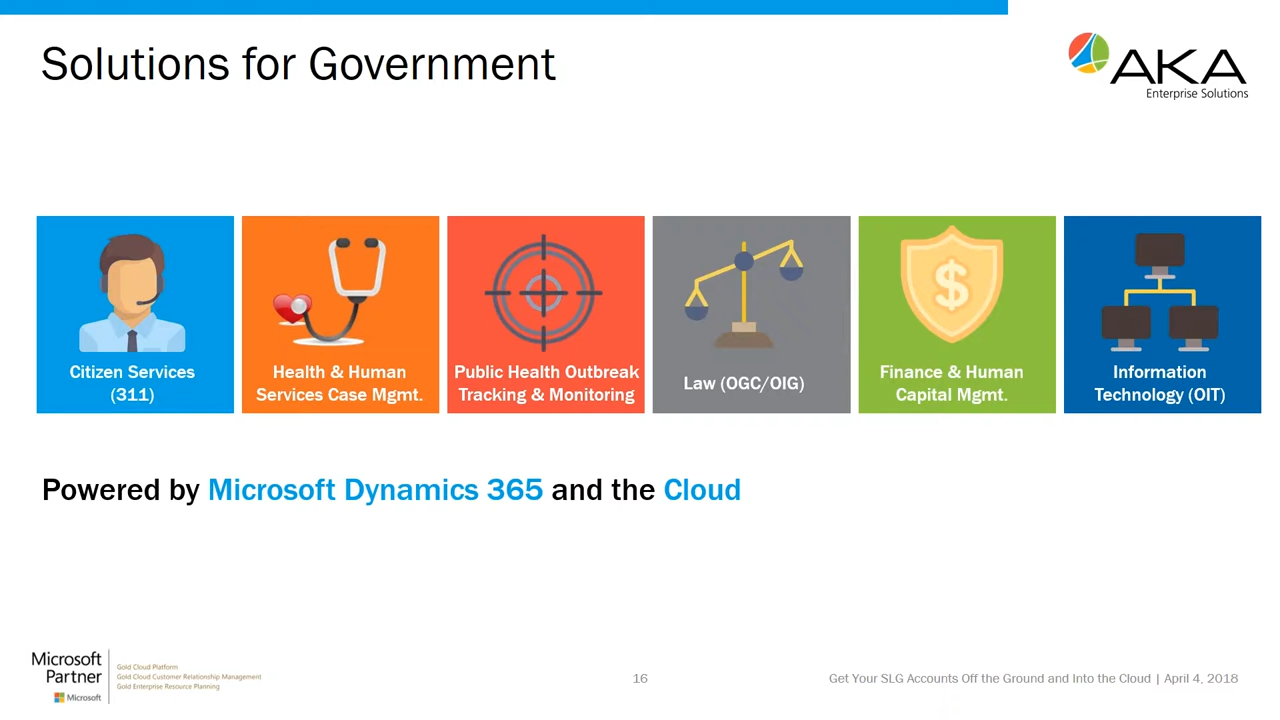 Solutions for Government
AKA
Enterprise Solutions
Citizen Services
(311)
Health & Human
Services Case Mgmt.
Public Health Outbreak
Tracking & Monitoring
Law (OGC/OIG)
$
Finance & Human
Capital Mgmt.
Information
Technology (OIT)
Powered by Microsoft Dynamics 365 and the Cloud
Microsoft
Partner
Microsoft
Gold Cloud Platform
Gold Cloud Customer Relationship Management
Gold Enterprise Resource Planning
16
Get Your SLG Accounts Off the Ground and Into the Cloud | April 4, 2018